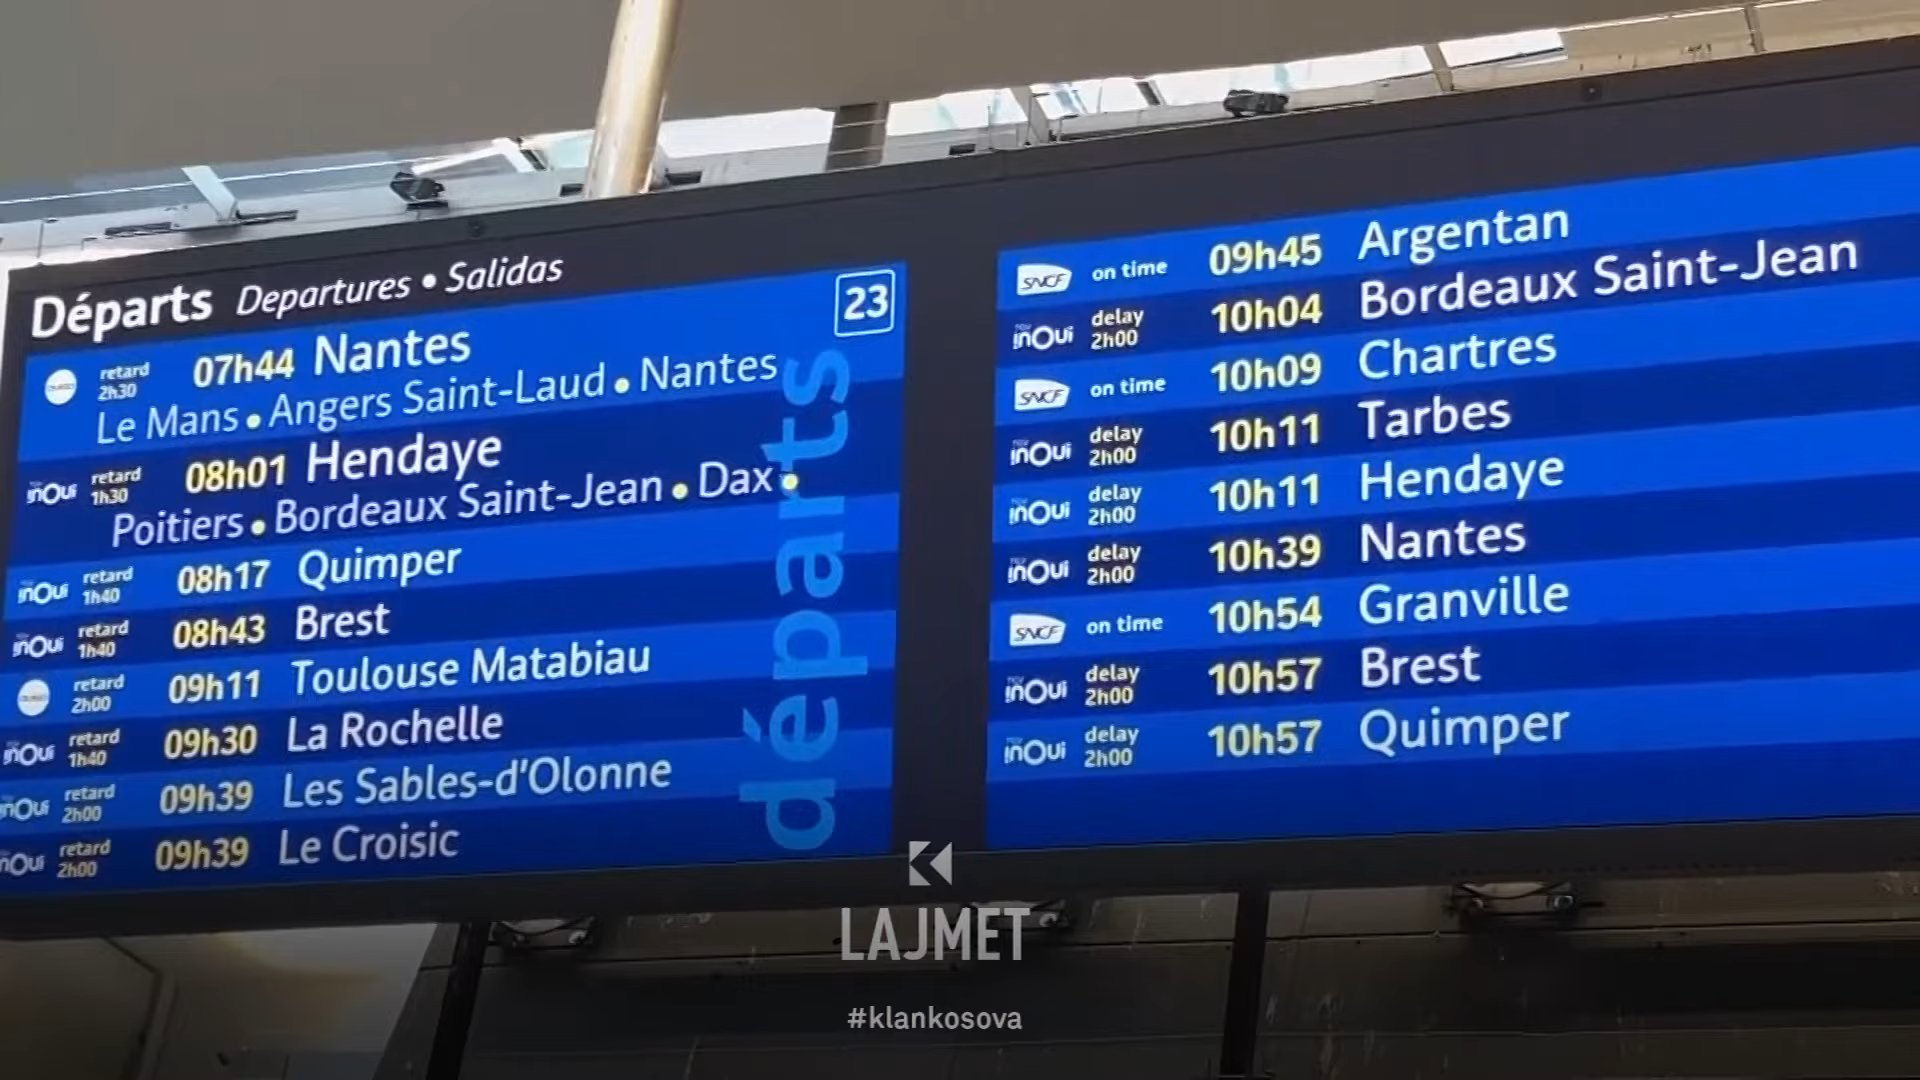 Départs Departures • Salidas
23
retard 2h30 07h44 Nantes
Le Mans • Angers Saint-Laud • Nantes
inOui retard 1h30 08h01 Hendaye
Poitiers • Bordeaux Saint-Jean • Dax •
inOui retard 1h40 08h17 Quimper
inOui retard 1h40 08h43 Brest
retard 2h00 09h11 Toulouse Matabiau
inOui retard 1h40 09h30 La Rochelle
inOui retard 2h00 09h39 Les Sables-d'Olonne
inOui retard 2h00 09h39 Le Croisic
départs
SNCF on time 09h45 Argentan
inOui delay 2h00 10h04 Bordeaux Saint-Jean
SNCF on time 10h09 Chartres
inOui delay 2h00 10h11 Tarbes
inOui delay 2h00 10h11 Hendaye
inOui delay 2h00 10h39 Nantes
SNCF on time 10h54 Granville
inOui delay 2h00 10h57 Brest
inOui delay 2h00 10h57 Quimper
LAJMET
#klankosova